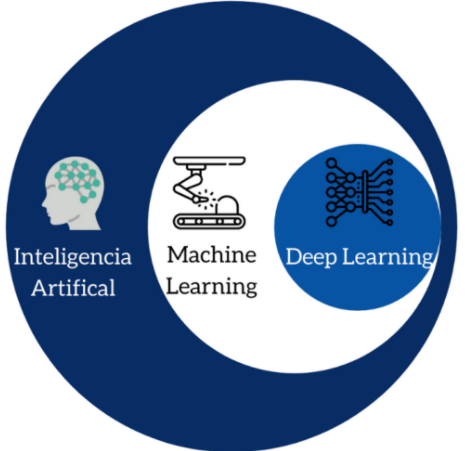 Inteligencia
Artifical
Machine
Learning
Deep Learning